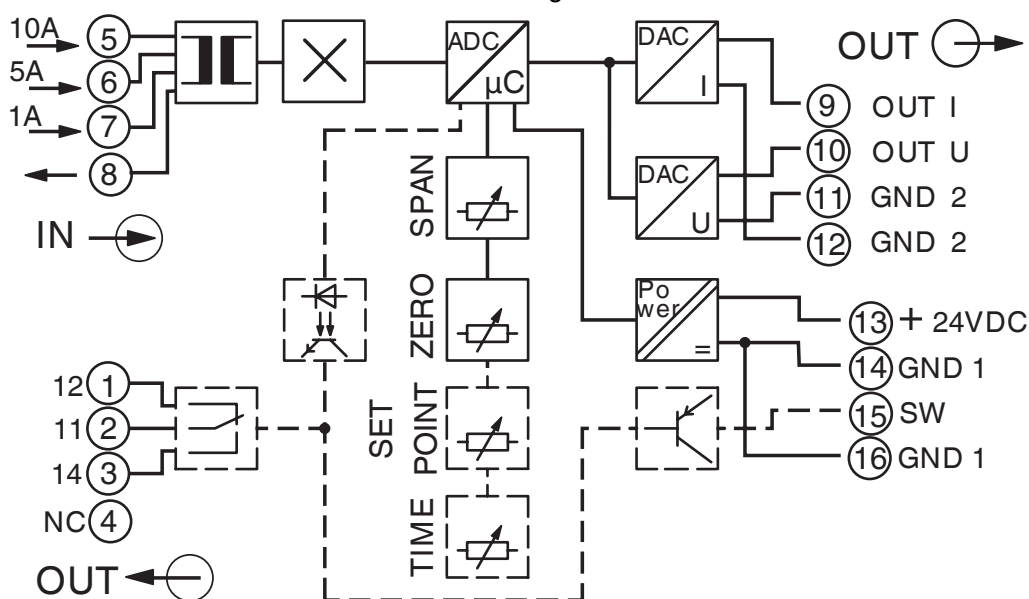 10A
5
5A
6
1A
7
8
IN
ADC
µC
DAC
I
DAC
U
OUT
9 OUT I
10 OUT U
11 GND 2
12 GND 2
SPAN
ZERO
SET
POINT
TIME
Po
wer
=
13 + 24VDC
14 GND 1
15 SW
16 GND 1
12 1
11 2
14 3
NC 4
OUT